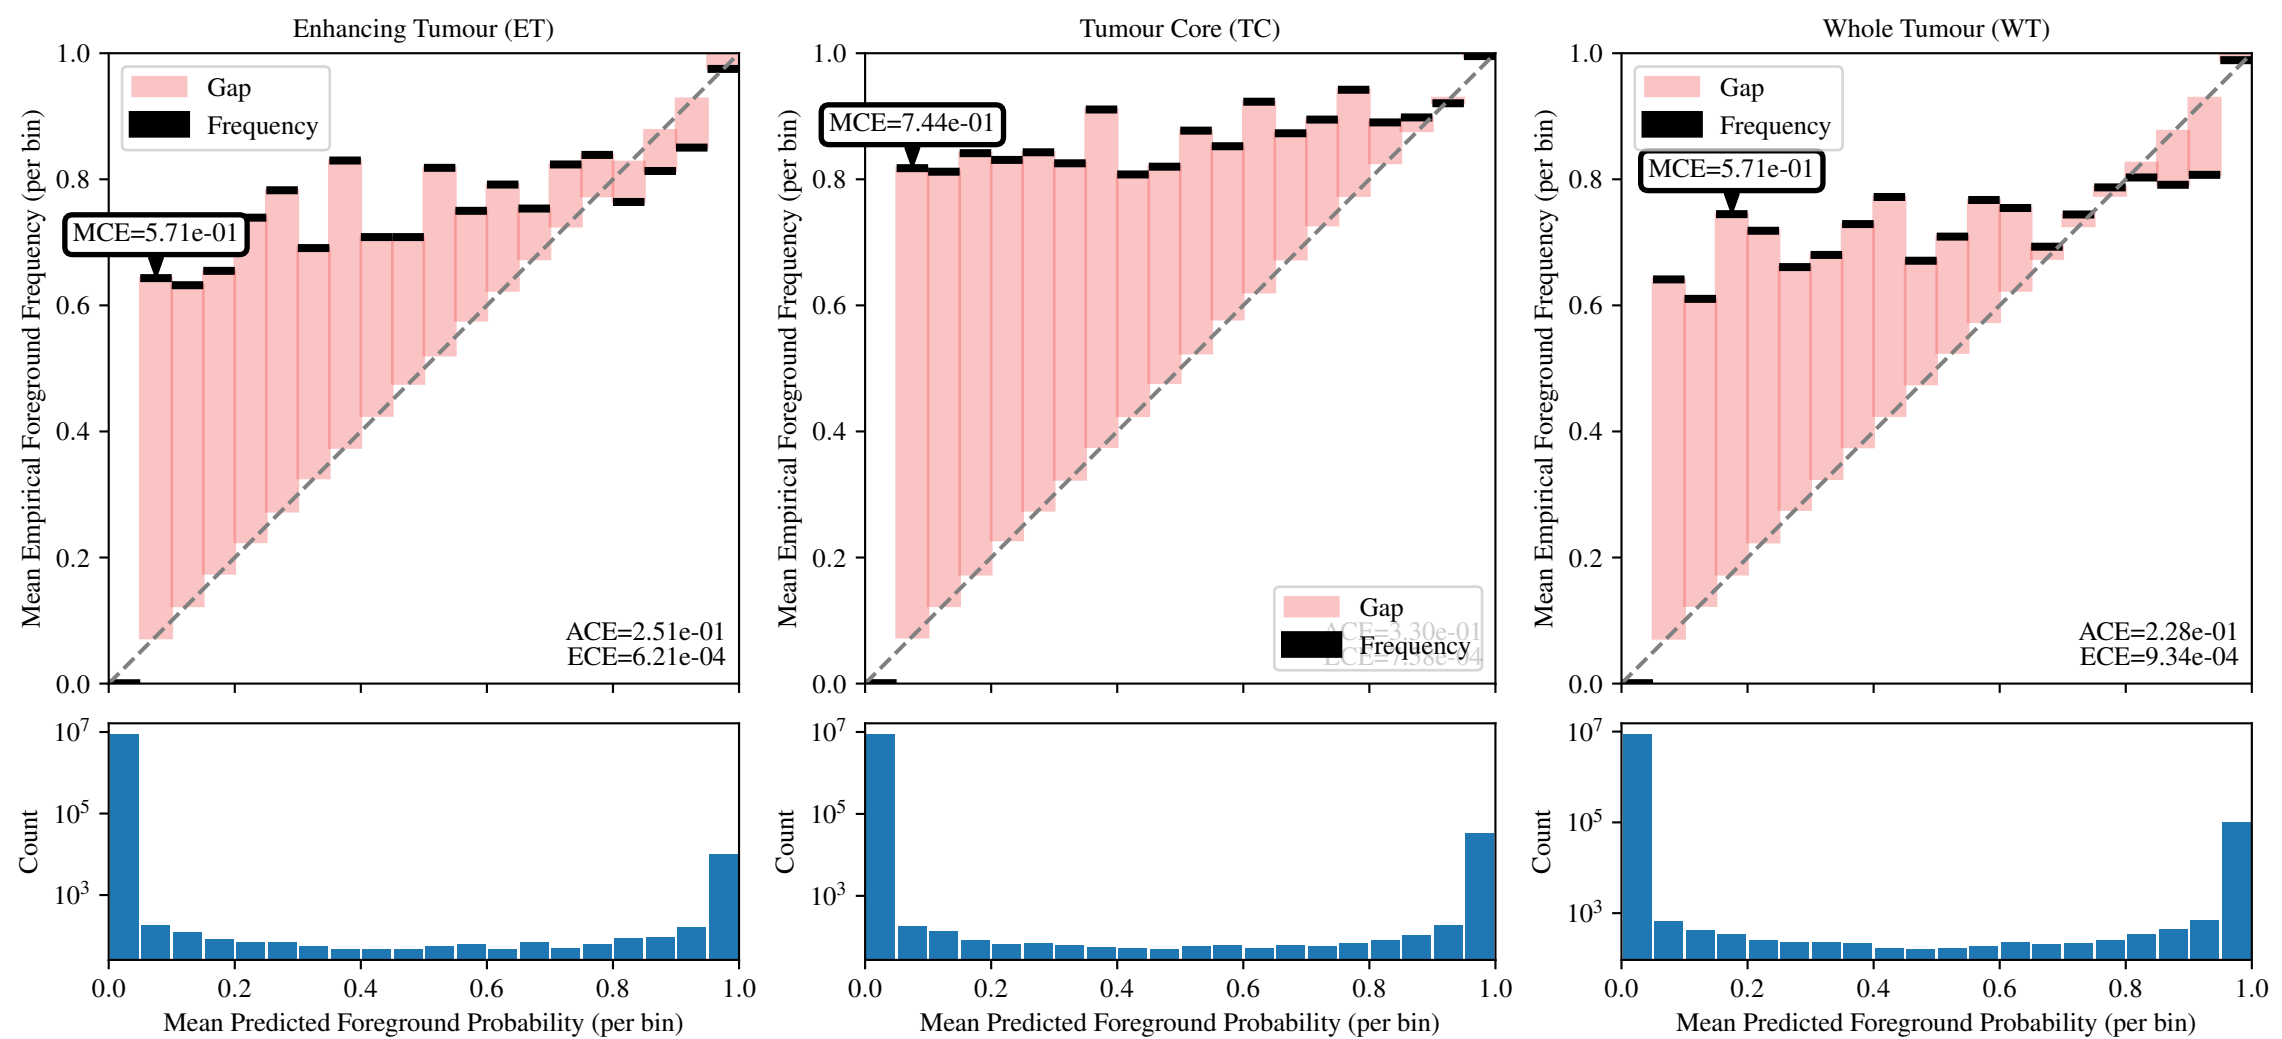 Enhancing Tumour (ET)
Mean Empirical Foreground Frequency (per bin)
1.0
0.8
0.6
0.4
0.2
0.0
Gap
Frequency
MCE=5.71e-01
ACE=2.51e-01
ECE=6.21e-04
Count
10^7
10^5
10^3
0.0 0.2 0.4 0.6 0.8 1.0
Mean Predicted Foreground Probability (per bin)
Tumour Core (TC)
Mean Empirical Foreground Frequency (per bin)
1.0
0.8
0.6
0.4
0.2
0.0
MCE=7.44e-01
Gap
Frequency
ACE=3.30e-01
Count
10^7
10^5
10^3
0.0 0.2 0.4 0.6 0.8 1.0
Mean Predicted Foreground Probability (per bin)
Whole Tumour (WT)
Mean Empirical Foreground Frequency (per bin)
1.0
0.8
0.6
0.4
0.2
0.0
Gap
Frequency
MCE=5.71e-01
ACE=2.28e-01
ECE=9.34e-04
Count
10^7
10^5
10^3
0.0 0.2 0.4 0.6 0.8 1.0
Mean Predicted Foreground Probability (per bin)